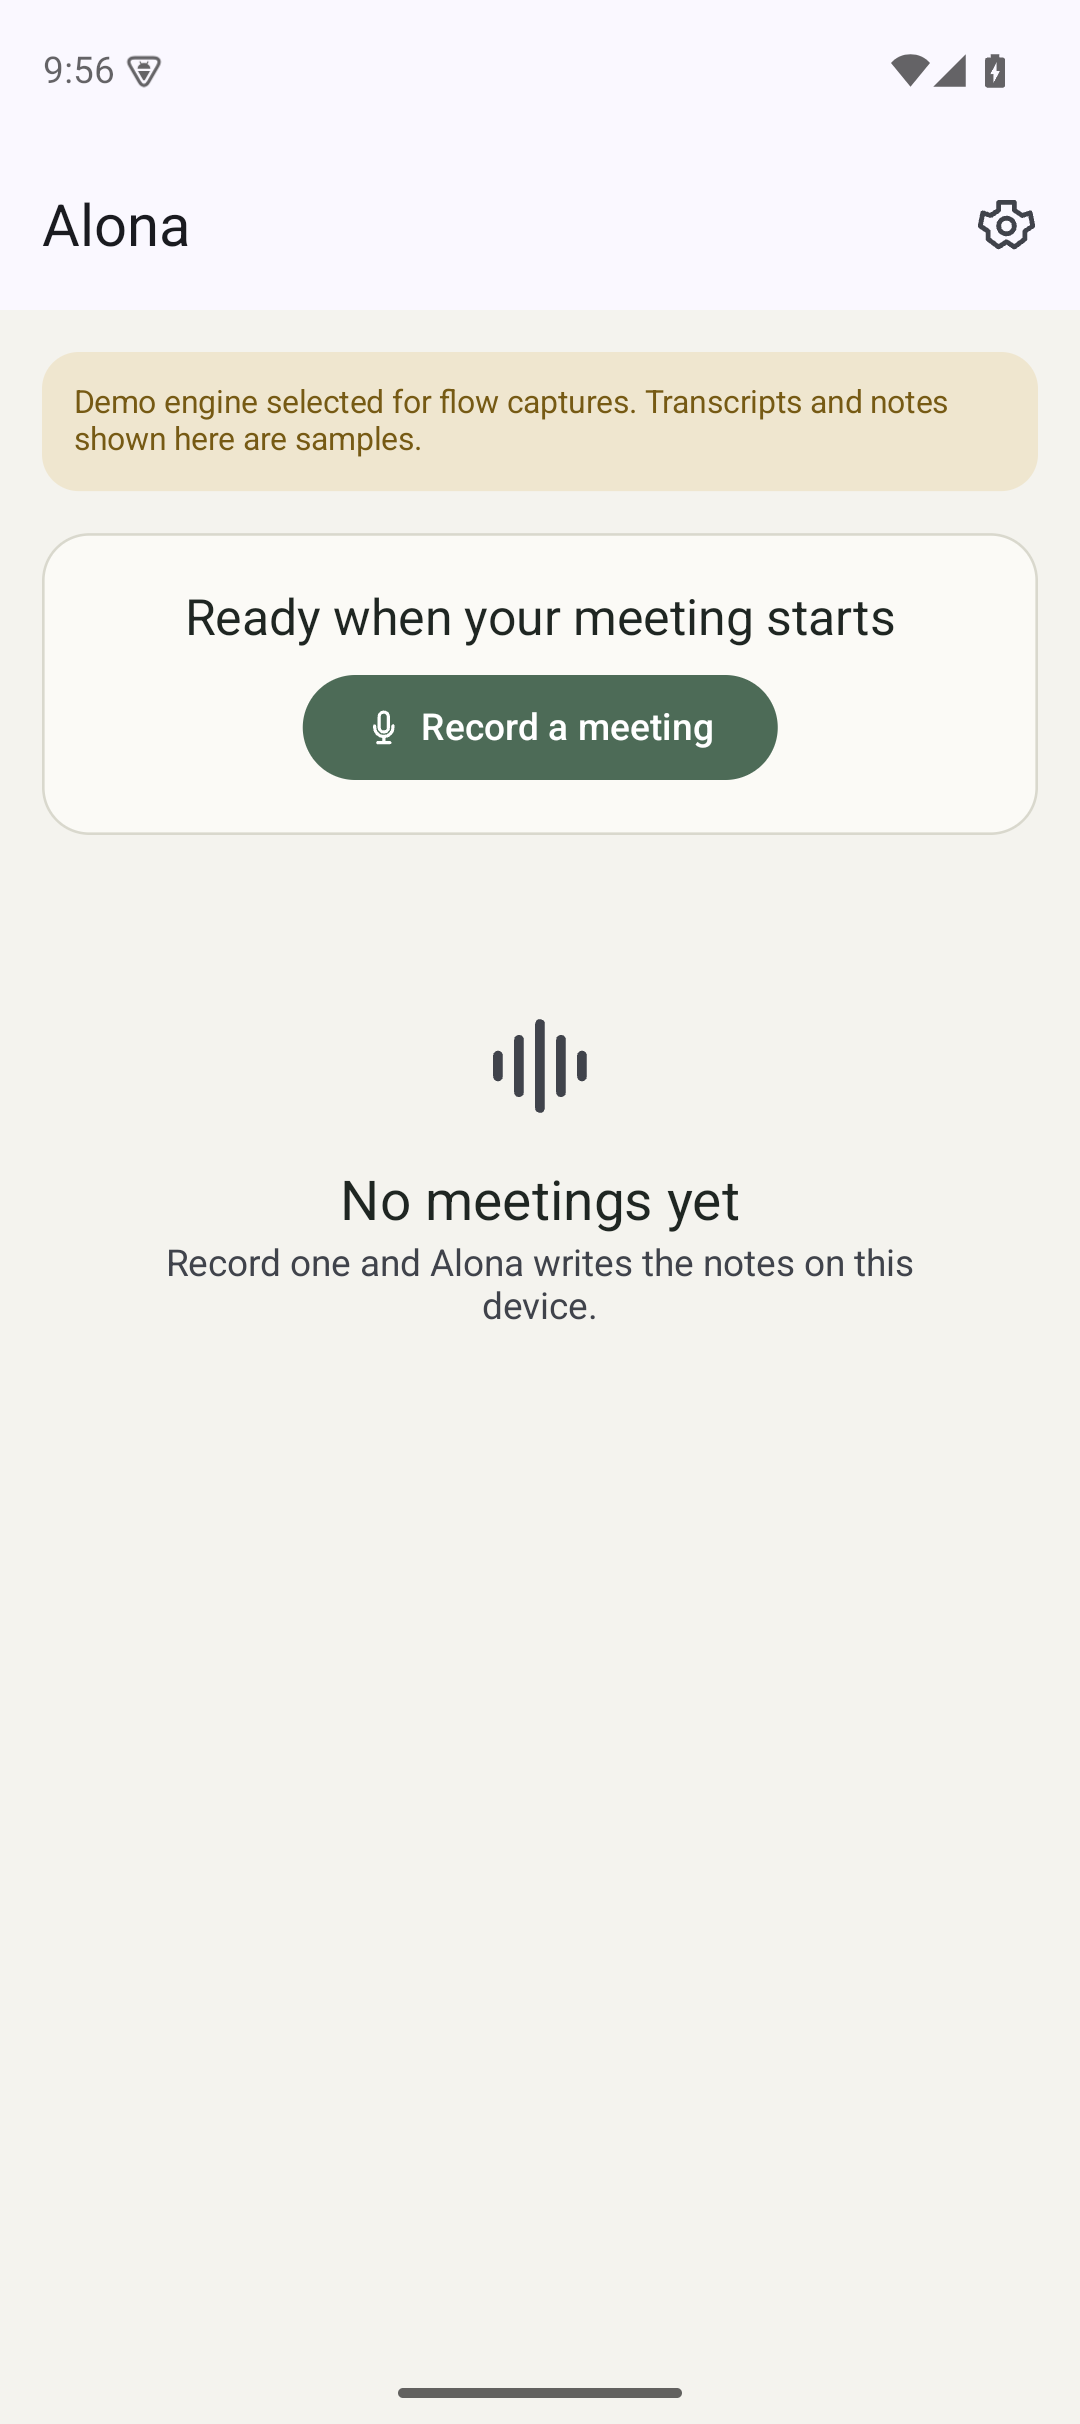 9:56
Alona
Demo engine selected for flow captures. Transcripts and notes
shown here are samples.
Ready when your meeting starts
Record a meeting
No meetings yet
Record one and Alona writes the notes on this
device.